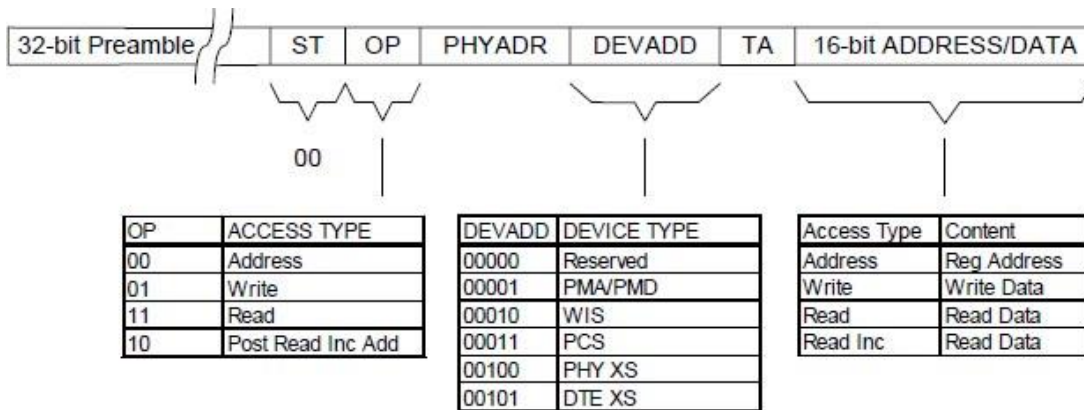 32-bit Preamble ST OP PHYADR DEVADD TA 16-bit ADDRESS/DATA
00
OP ACCESS TYPE
00 Address
01 Write
11 Read
10 Post Read Inc Add
DEVADD DEVICE TYPE
00000 Reserved
00001 PMA/PMD
00010 WIS
00011 PCS
00100 PHY XS
00101 DTE XS
Access Type Content
Address Reg Address
Write Write Data
Read Read Data
Read Inc Read Data